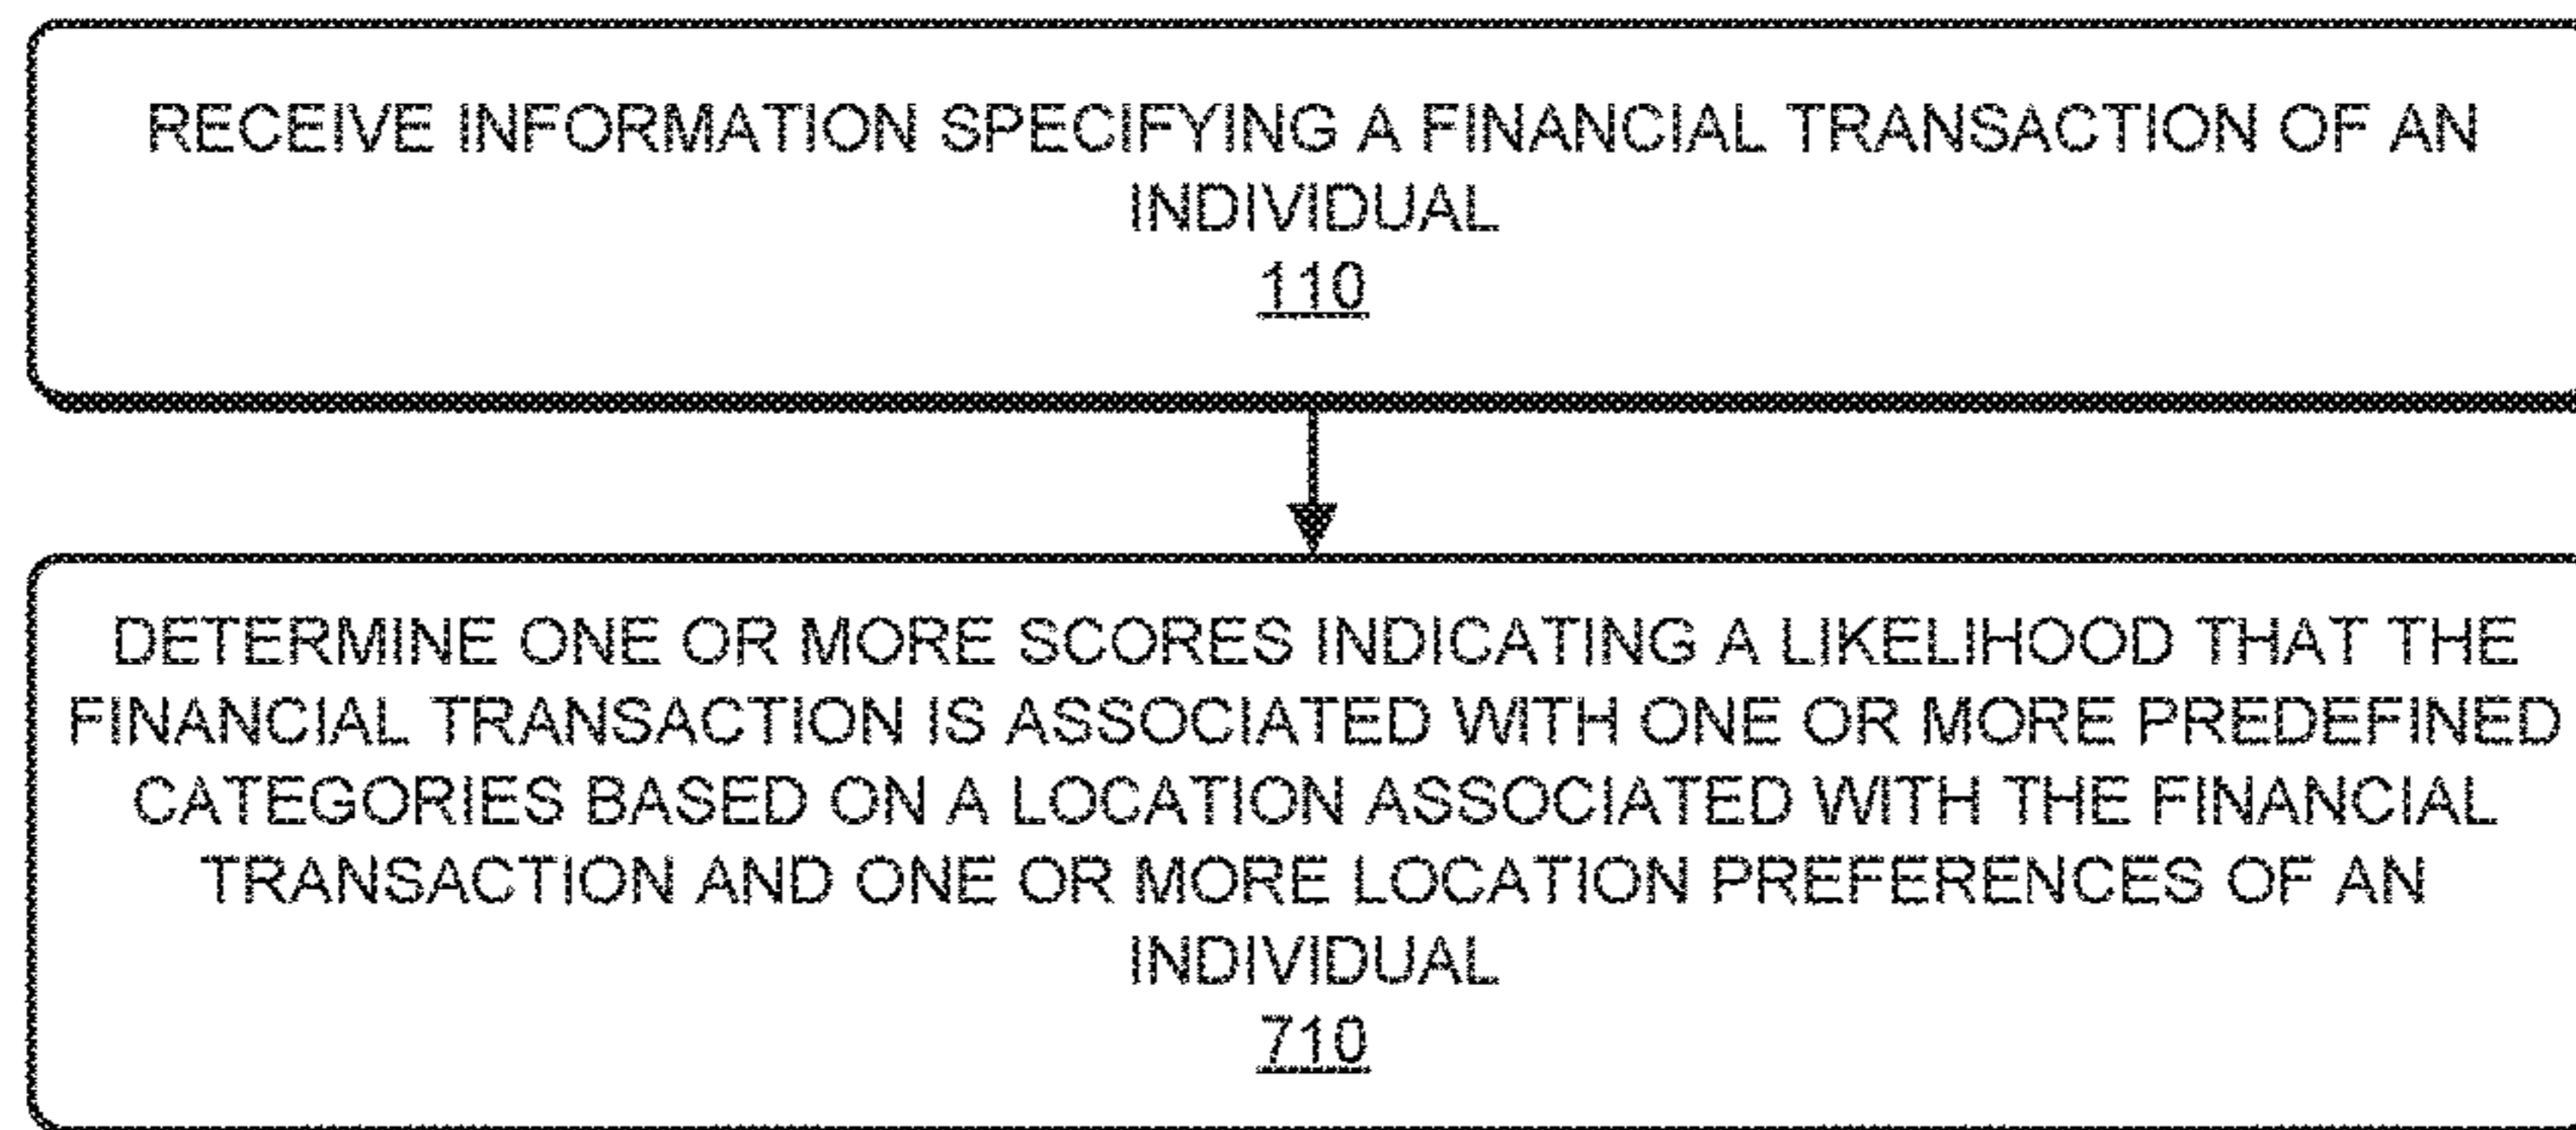 RECEIVE INFORMATION SPECIFYING A FINANCIAL TRANSACTION OF AN
INDIVIDUAL
110
DETERMINE ONE OR MORE SCORES INDICATING A LIKELIHOOD THAT THE
FINANCIAL TRANSACTION IS ASSOCIATED WITH ONE OR MORE PREDEFINED
CATEGORIES BASED ON A LOCATION ASSOCIATED WITH THE FINANCIAL
TRANSACTION AND ONE OR MORE LOCATION PREFERENCES OF AN
INDIVIDUAL
710